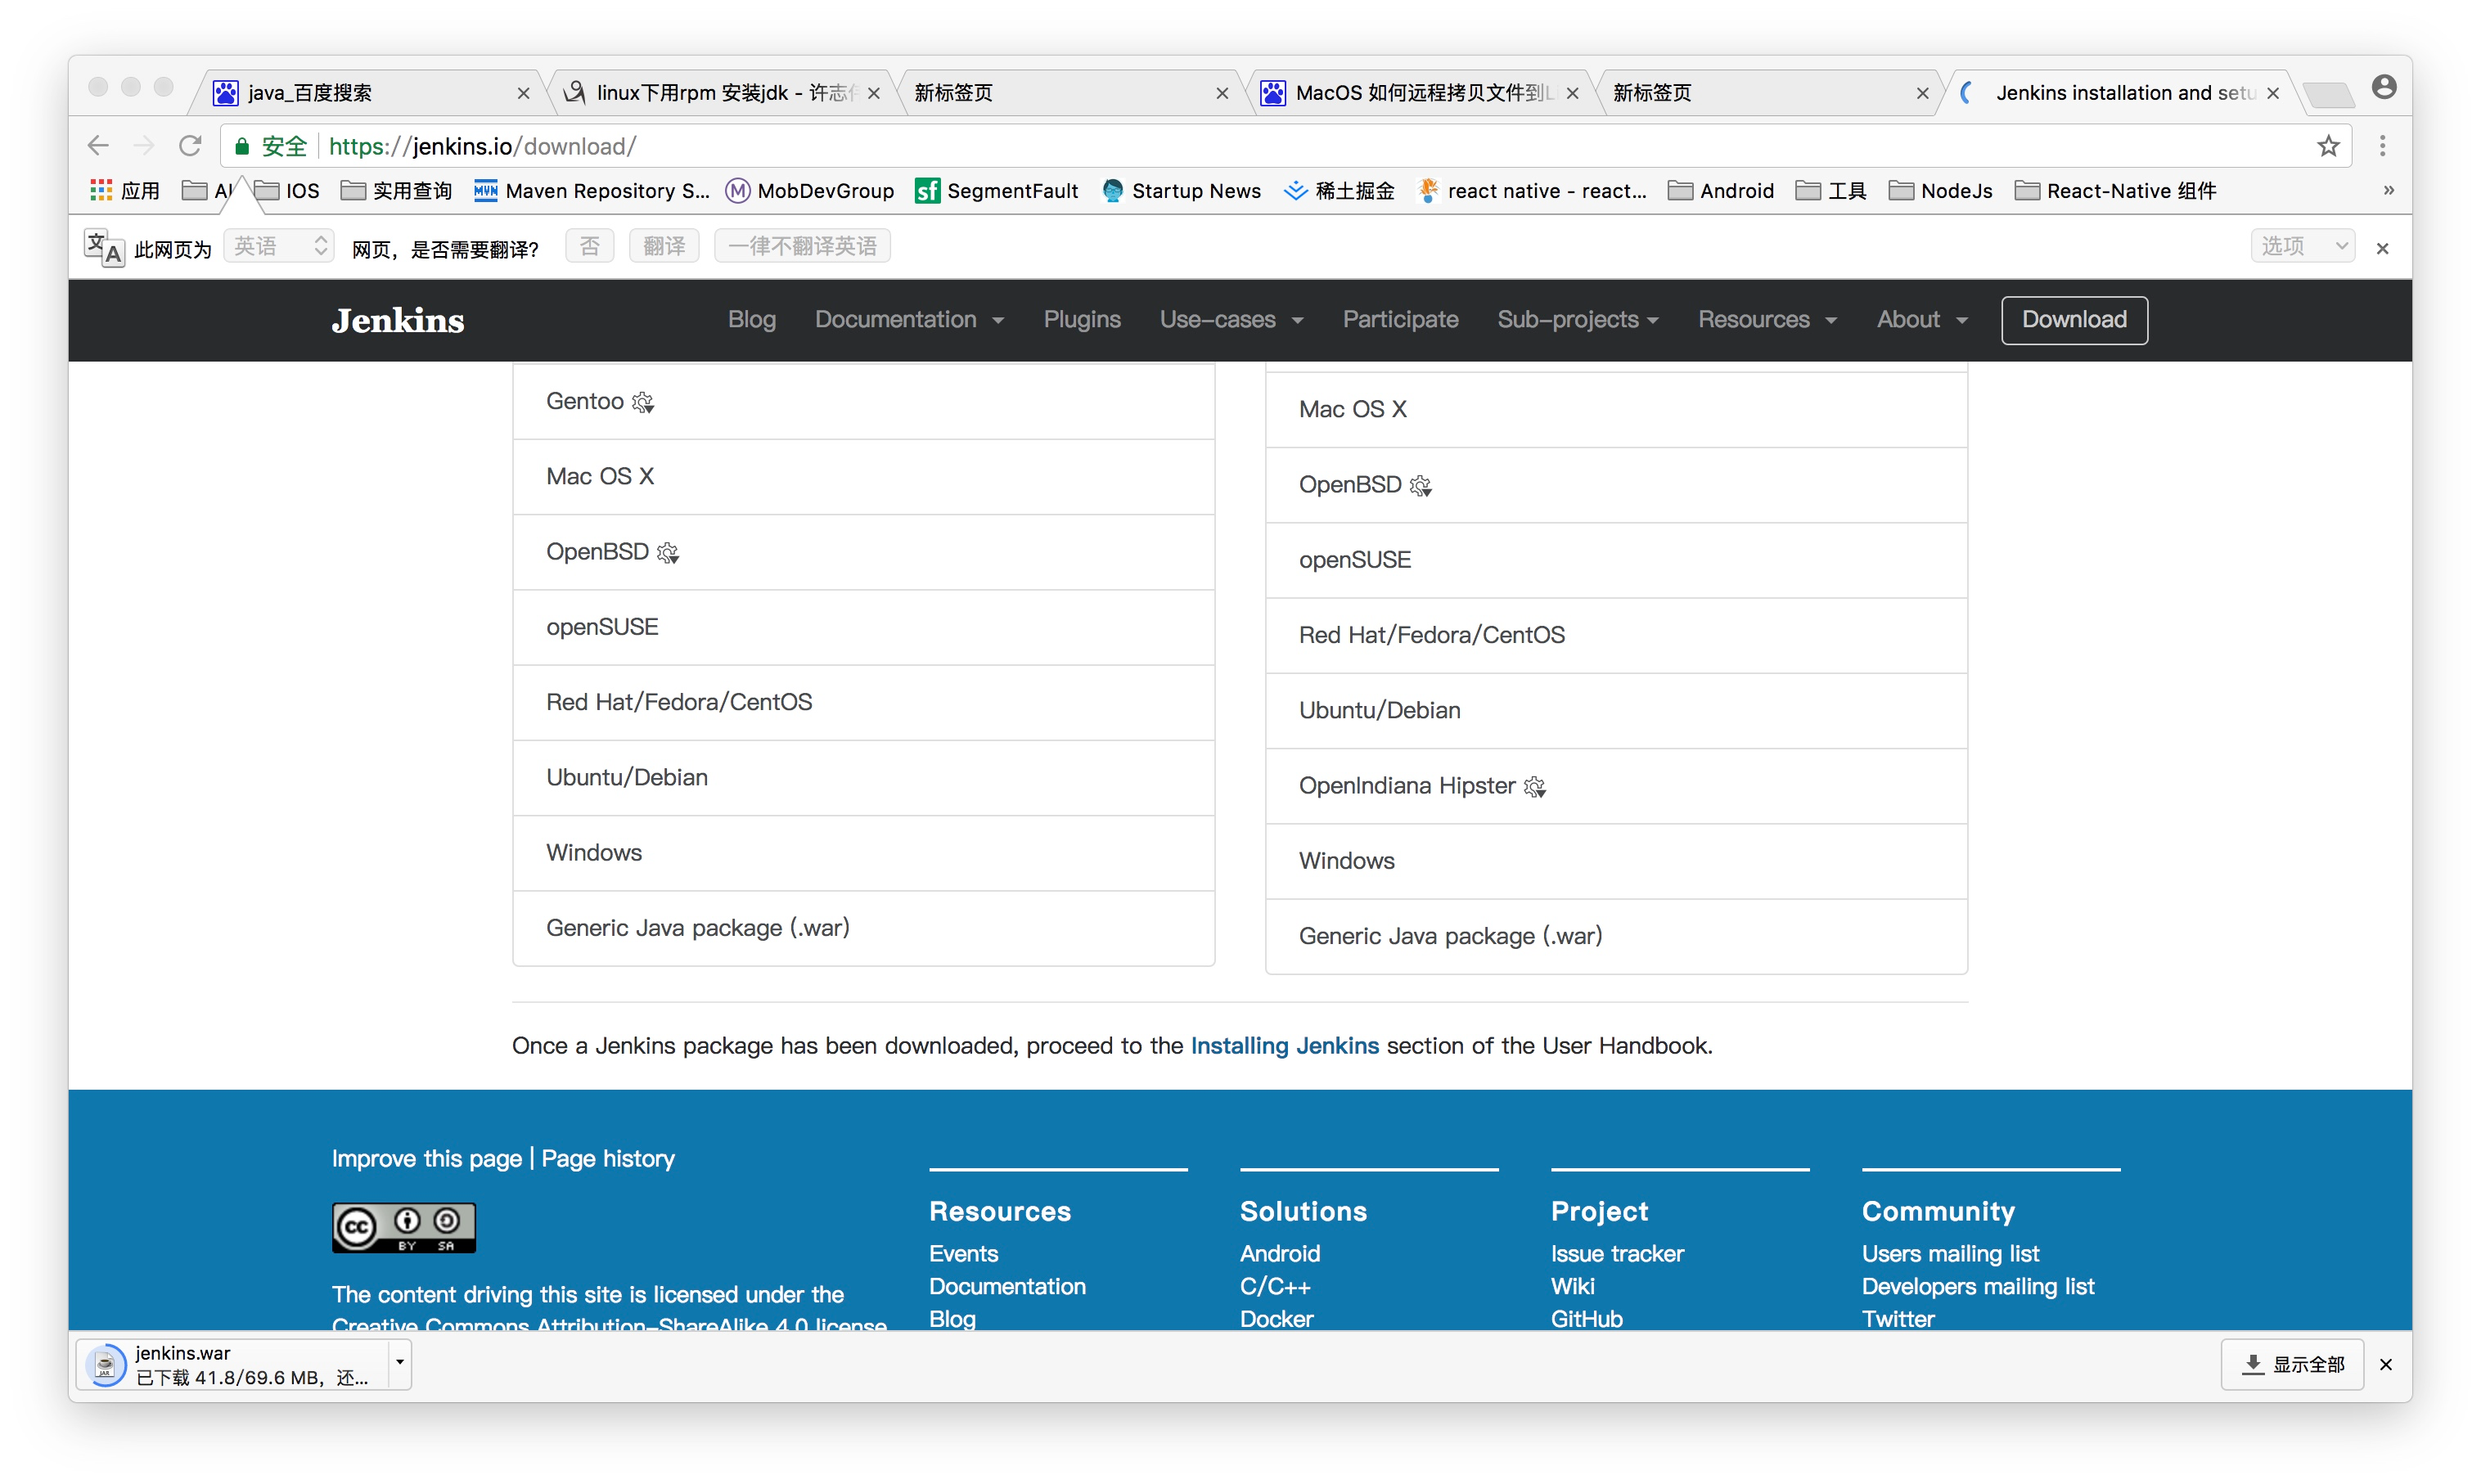 java_百度搜索
linux下用rpm 安装jdk - 许志伟
新标签页
MacOS 如何远程拷贝文件到L
新标签页
Jenkins installation and setu
安全 https://jenkins.io/download/
应用
AI
IOS
实用查询
MVN Maven Repository S...
M MobDevGroup
sf SegmentFault
Startup News
稀土掘金
react native - react...
Android
工具
NodeJs
React-Native 组件
»
文A 此网页为 英语 网页，是否需要翻译? 否 翻译 一律不翻译英语 选项
Jenkins Blog Documentation Plugins Use-cases Participate Sub-projects Resources About Download
Gentoo
Mac OS X
OpenBSD
openSUSE
Red Hat/Fedora/CentOS
Ubuntu/Debian
Windows
Generic Java package (.war)
Mac OS X
OpenBSD
openSUSE
Red Hat/Fedora/CentOS
Ubuntu/Debian
OpenIndiana Hipster
Windows
Generic Java package (.war)
Once a Jenkins package has been downloaded, proceed to the Installing Jenkins section of the User Handbook.
Improve this page | Page history
cc BY SA
The content driving this site is licensed under the
Creative Commons Attribution-ShareAlike 4.0 license
Resources
Events
Documentation
Blog
Solutions
Android
C/C++
Docker
Project
Issue tracker
Wiki
GitHub
Community
Users mailing list
Developers mailing list
Twitter
JAR
jenkins.war
已下载 41.8/69.6 MB，还...
显示全部